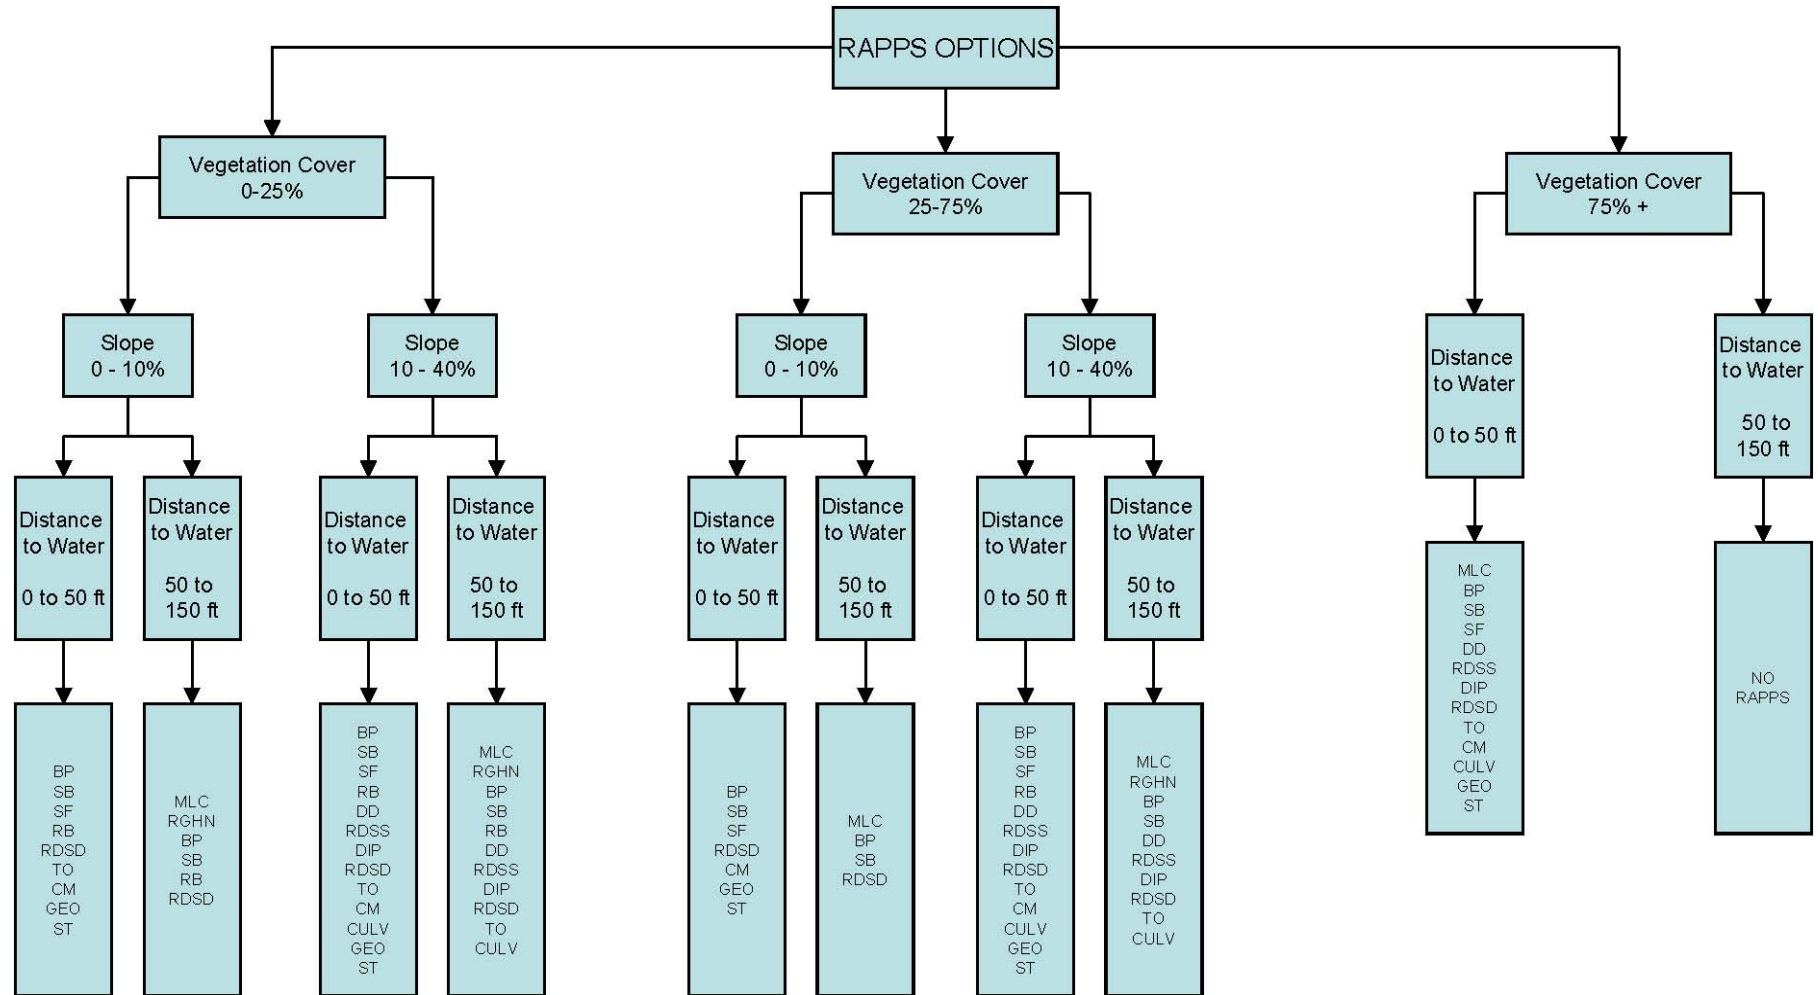 RAPPS OPTIONS
Vegetation Cover
0-25%
Vegetation Cover
25-75%
Vegetation Cover
75% +
Slope
0 - 10%
Slope
10 - 40%
Slope
0 - 10%
Slope
10 - 40%
Distance
to Water
0 to 50 ft
Distance
to Water
50 to
150 ft
Distance
to Water
0 to 50 ft
Distance
to Water
50 to
150 ft
Distance
to Water
0 to 50 ft
Distance
to Water
50 to
150 ft
Distance
to Water
0 to 50 ft
Distance
to Water
50 to
150 ft
Distance
to Water
0 to 50 ft
Distance
to Water
50 to
150 ft
BP
SB
SF
RB
RDSD
TO
CM
GEO
ST
MLC
RGHN
BP
SB
RB
RDSD
BP
SB
SF
RB
DD
RDSS
DIP
RDSD
TO
CM
CULV
GEO
ST
MLC
RGHN
BP
SB
RB
DD
RDSS
DIP
RDSD
TO
CULV
BP
SB
SF
RDSD
CM
GEO
ST
MLC
BP
SB
RDSD
BP
SB
SF
RB
DD
RDSS
DIP
RDSD
TO
CM
CULV
GEO
ST
MLC
RGHN
BP
SB
DD
RDSS
DIP
RDSD
TO
CULV
MLC
BP
SB
SF
DD
RDSS
DIP
RDSD
TO
CM
CULV
GEO
ST
NO
RAPPS